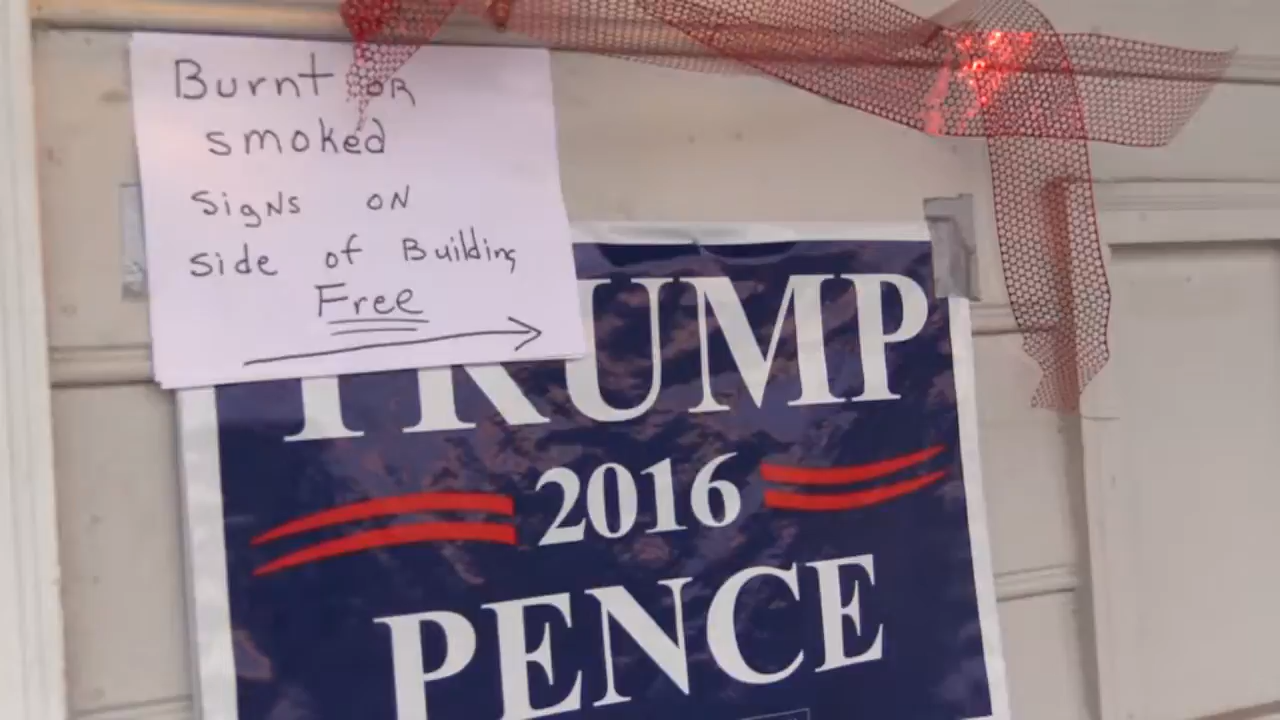 Burnt OR
smoked
SigNs ON
side of Building
Free
TRUMP
2016
PENCE